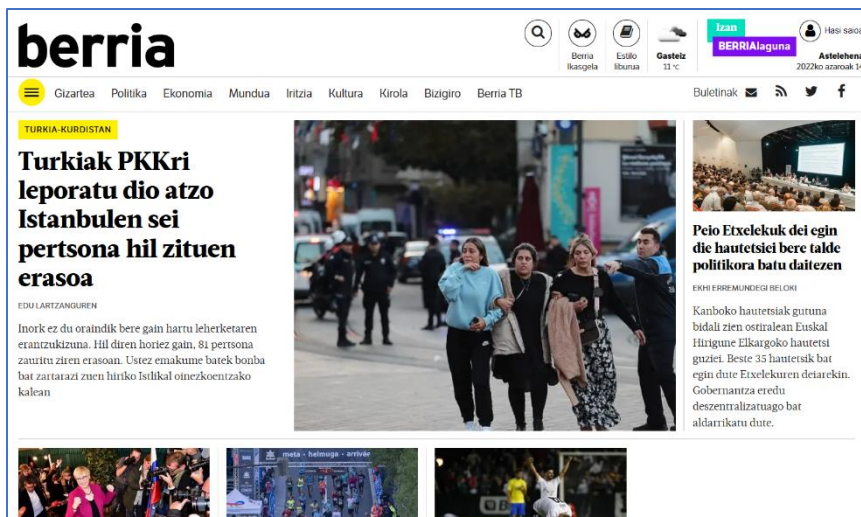 berria
Berria
Ikasgela
Estilo
liburua
Gasteiz
11 ºC
Izan
BERRIAlaguna
Hasi saioa
Astelehena
2022ko azaroak 14
Gizartea Politika Ekonomia Mundua Iritzia Kultura Kirola Bizigiro Berria TB
Buletinak
TURKIA-KURDISTAN
Turkiak PKKri
leporatu dio atzo
Istanbulen sei
pertsona hil zituen
erasoa
EDU LARTZANGUREN
Inork ez du oraindik bere gain hartu leherketaren
erantzukizuna. Hil diren horiez gain, 81 pertsona
zauritu ziren erasoan. Ustez emakume batek bonba
bat zartarazi zuen hiriko Istlikal oinezkoentzako
kalean
Peio Etxelekuk dei egin
die hautetsiei bere talde
politikora batu daitezen
EKHI ERREMUNDEGI BELOKI
Kanboko hautetsiak gutuna
bidali zien ostiralean Euskal
Hirigune Elkargoko hautetsi
guziei. Beste 35 hautetsik bat
egin dute Etxelekuren deiarekin.
Gobernantza eredu
deszentralizatuago bat
aldarrikatu dute.
meta - helmuga - arrivée